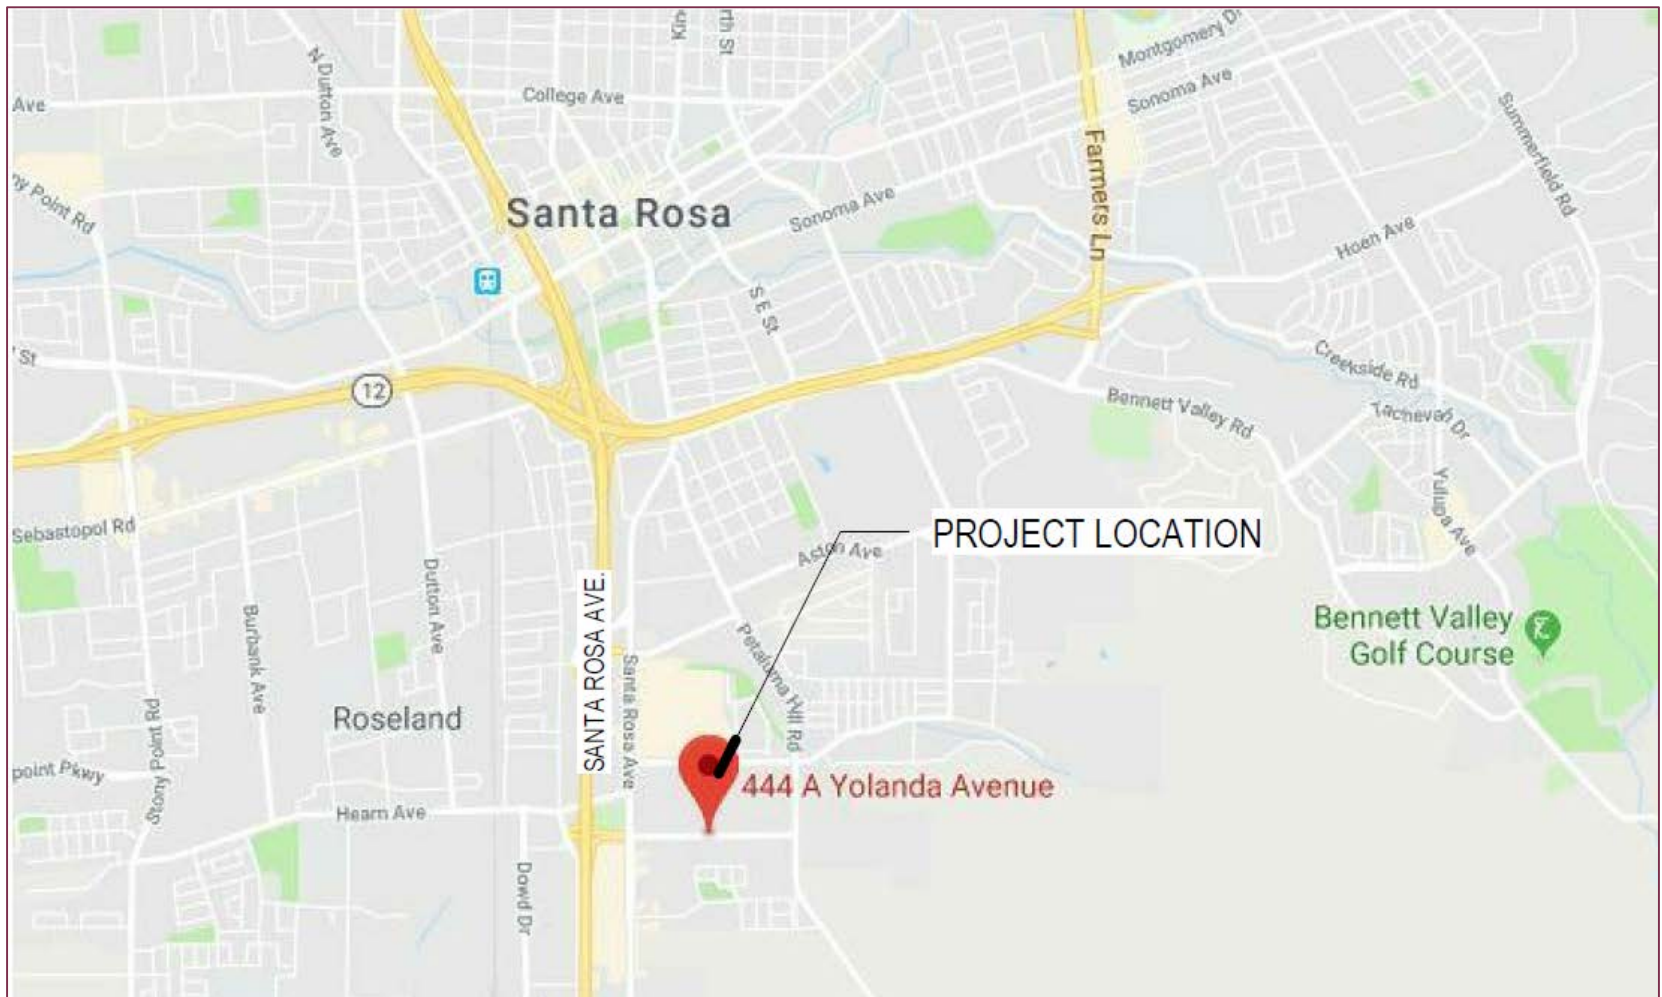 Montgomery D
rth St
N Dutton Ave
College Ave
Ave
Sonoma Ave
Summerfield Rd
Farmers Ln
ny Point Rd
Santa Rosa
Sonoma Ave
Hoen Ave
S E St
St
Creekside Rd
12
Bennett Valley Rd
Yulupa Ave
Sebastopol Rd
PROJECT LOCATION
Aston Ave
Dutton Ave
SANTA ROSA AVE.
Burbank Ave
Bennett Valley
Golf Course
Petaluma Hill Rd
Santa Rosa Ave
Roseland
Stony Point Rd
point Pkwy
444 A Yolanda Avenue
Hearn Ave
Dowd Dr